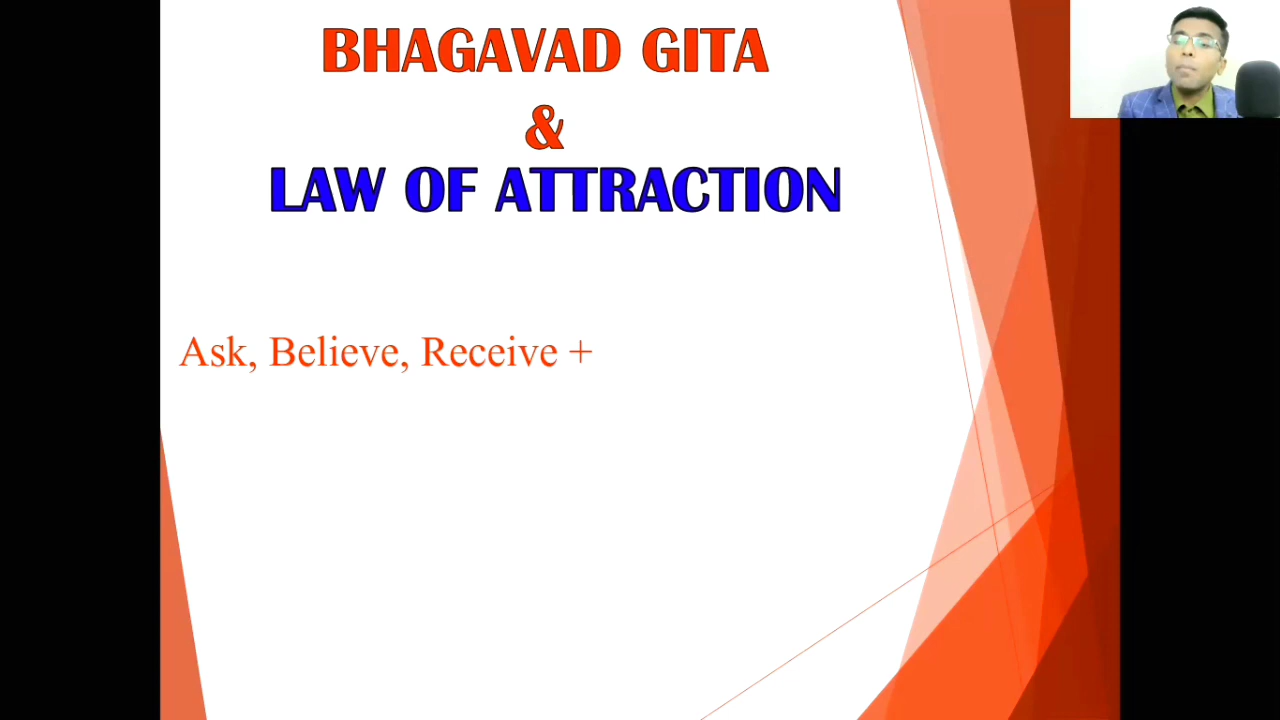 BHAGAVAD GITA
&
LAW OF ATTRACTION
Ask, Believe, Receive +